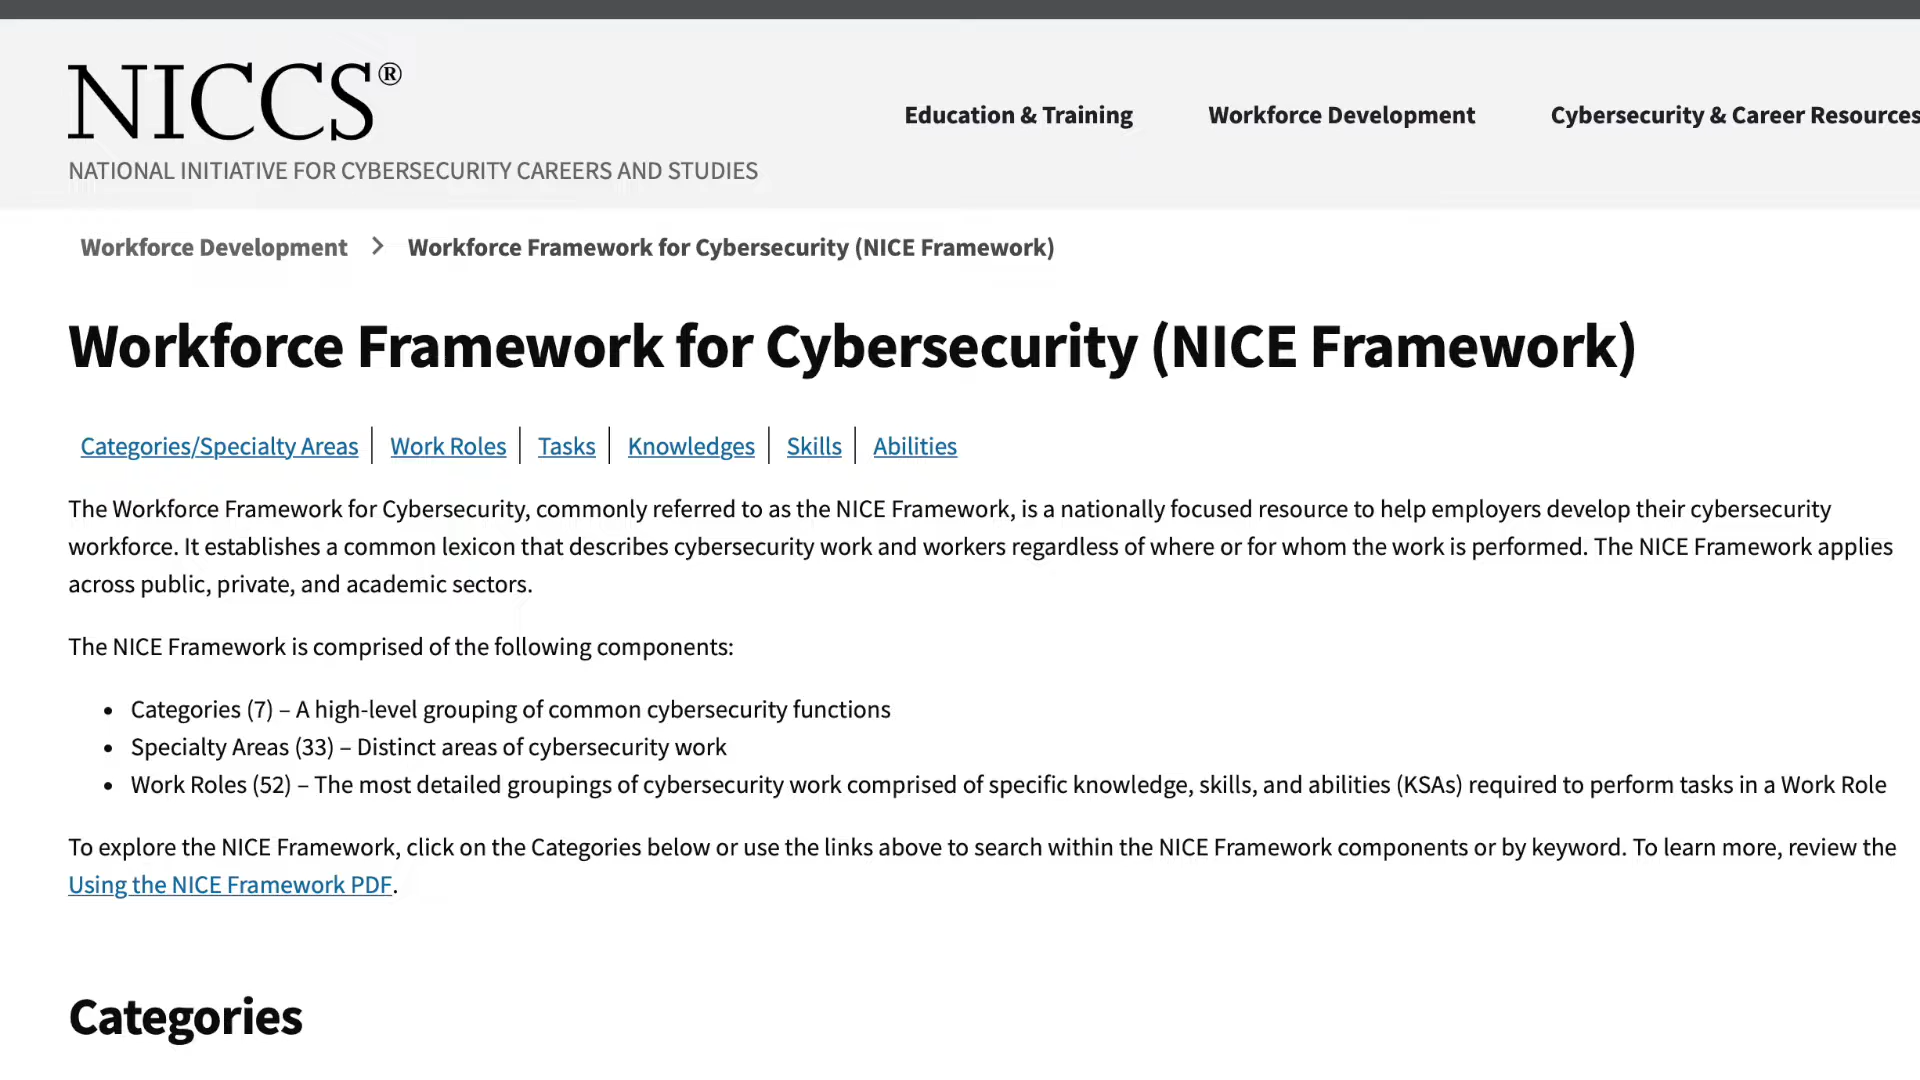 NICCS®
NATIONAL INITIATIVE FOR CYBERSECURITY CAREERS AND STUDIES
Education & Training
Workforce Development
Cybersecurity & Career Resources
Workforce Development > Workforce Framework for Cybersecurity (NICE Framework)
Workforce Framework for Cybersecurity (NICE Framework)
Categories/Specialty Areas | Work Roles | Tasks | Knowledges | Skills | Abilities
The Workforce Framework for Cybersecurity, commonly referred to as the NICE Framework, is a nationally focused resource to help employers develop their cybersecurity
workforce. It establishes a common lexicon that describes cybersecurity work and workers regardless of where or for whom the work is performed. The NICE Framework applies
across public, private, and academic sectors.
The NICE Framework is comprised of the following components:
• Categories (7) – A high-level grouping of common cybersecurity functions
• Specialty Areas (33) – Distinct areas of cybersecurity work
• Work Roles (52) – The most detailed groupings of cybersecurity work comprised of specific knowledge, skills, and abilities (KSAs) required to perform tasks in a Work Role
To explore the NICE Framework, click on the Categories below or use the links above to search within the NICE Framework components or by keyword. To learn more, review the
Using the NICE Framework PDF.
Categories